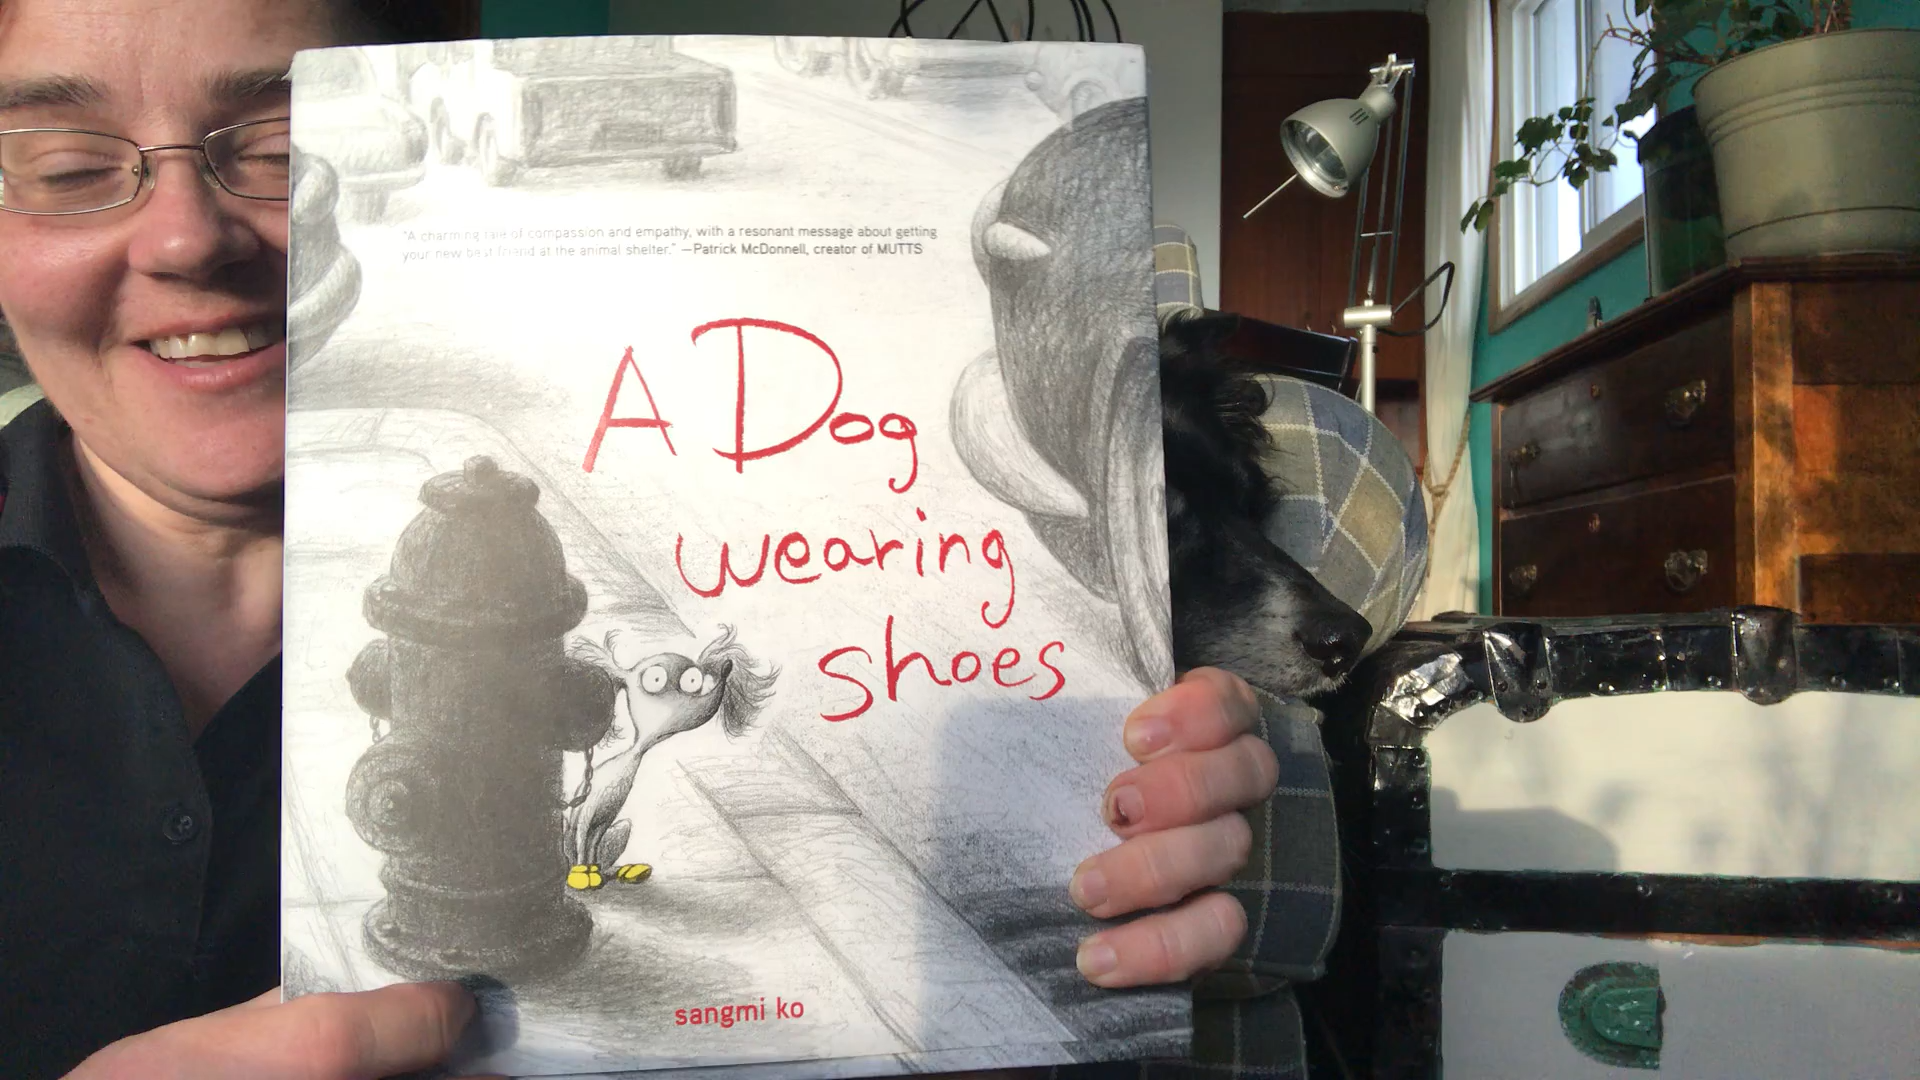 "A charming tale of compassion and empathy, with a resonant message about getting
your new best friend at the animal shelter." —Patrick McDonnell, creator of MUTTS
A Dog
wearing
shoes
sangmi ko